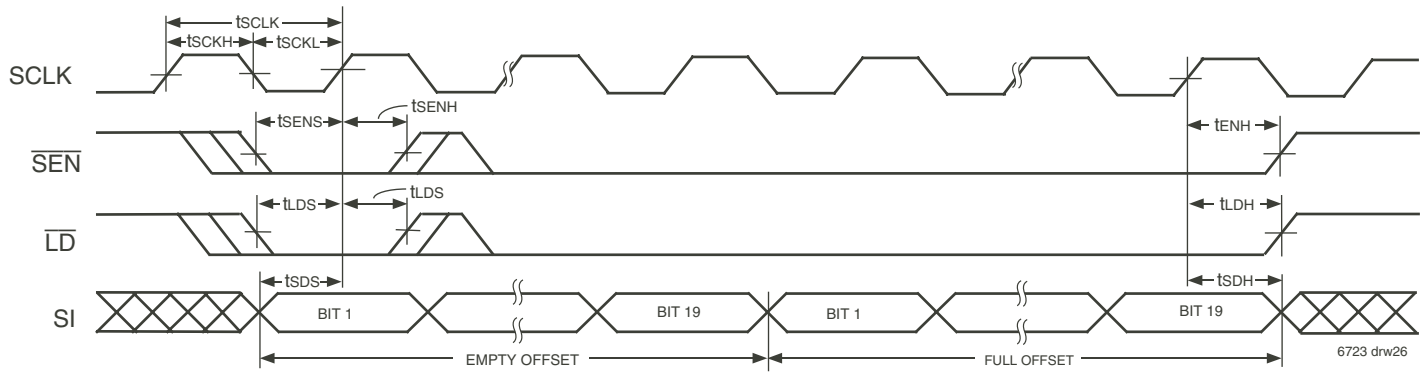 tSCLK
tSCKH
tSCKL
SCLK
tSENS
tSENH
tENH
SEN
tLDS
tLDS
tLDH
LD
tSDS
tSDH
SI
BIT 1
BIT 19
BIT 1
BIT 19
EMPTY OFFSET
FULL OFFSET
6723 drw26